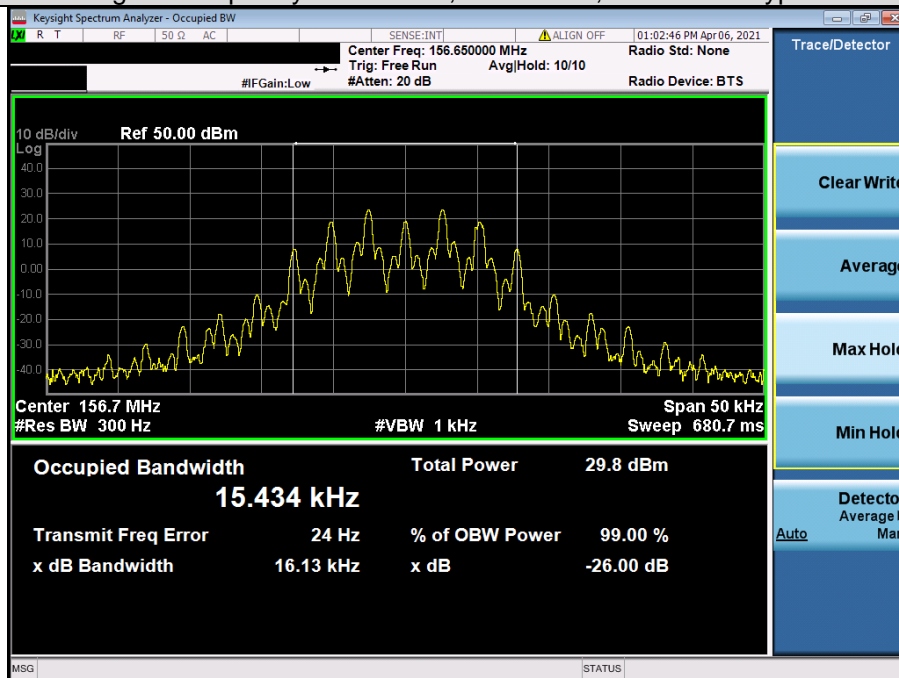 Keysight Spectrum Analyzer - Occupied BW
LXI R T RF 50 Ω AC SENSE:INT ALIGN OFF 01:02:46 PM Apr 06, 2021
Center Freq: 156.650000 MHz Radio Std: None
Trig: Free Run Avg|Hold: 10/10
#IFGain:Low #Atten: 20 dB Radio Device: BTS
10 dB/div Ref 50.00 dBm
Log
40.0
30.0
20.0
10.0
0.00
-10.0
-20.0
-30.0
-40.0
Center 156.7 MHz Span 50 kHz
#Res BW 300 Hz #VBW 1 kHz Sweep 680.7 ms
Occupied Bandwidth Total Power 29.8 dBm
15.434 kHz
Transmit Freq Error 24 Hz % of OBW Power 99.00 %
x dB Bandwidth 16.13 kHz x dB -26.00 dB
MSG STATUS
Trace/Detector
Clear Write
Average
Max Hold
Min Hold
Detector
Average
Auto Man